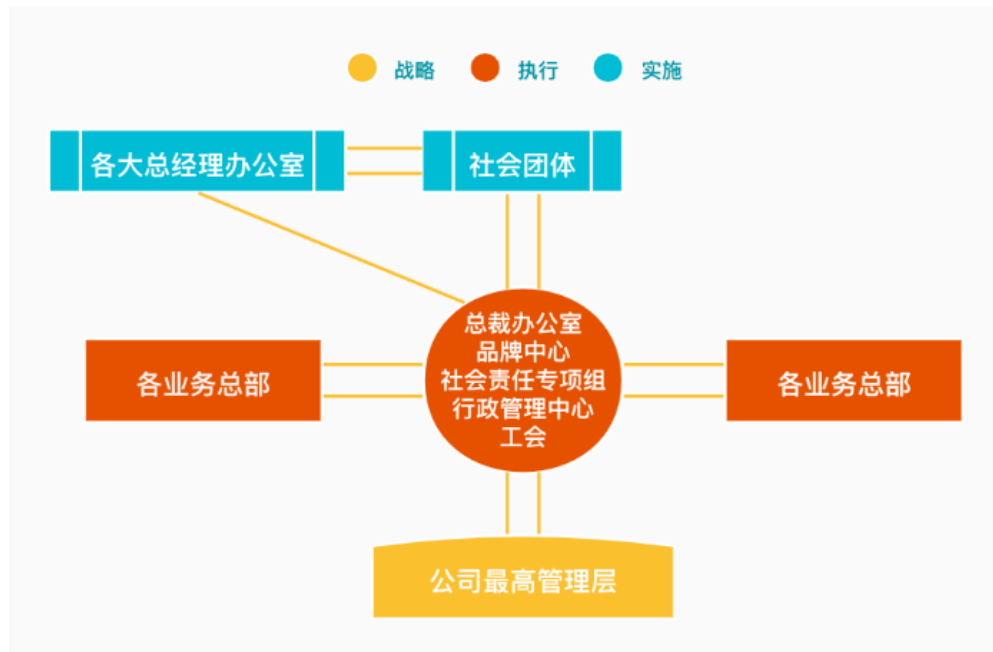 战略
执行
实施
各大总经理办公室
社会团体
总裁办公室
品牌中心
社会责任专项组
行政管理中心
工会
各业务总部
各业务总部
公司最高管理层